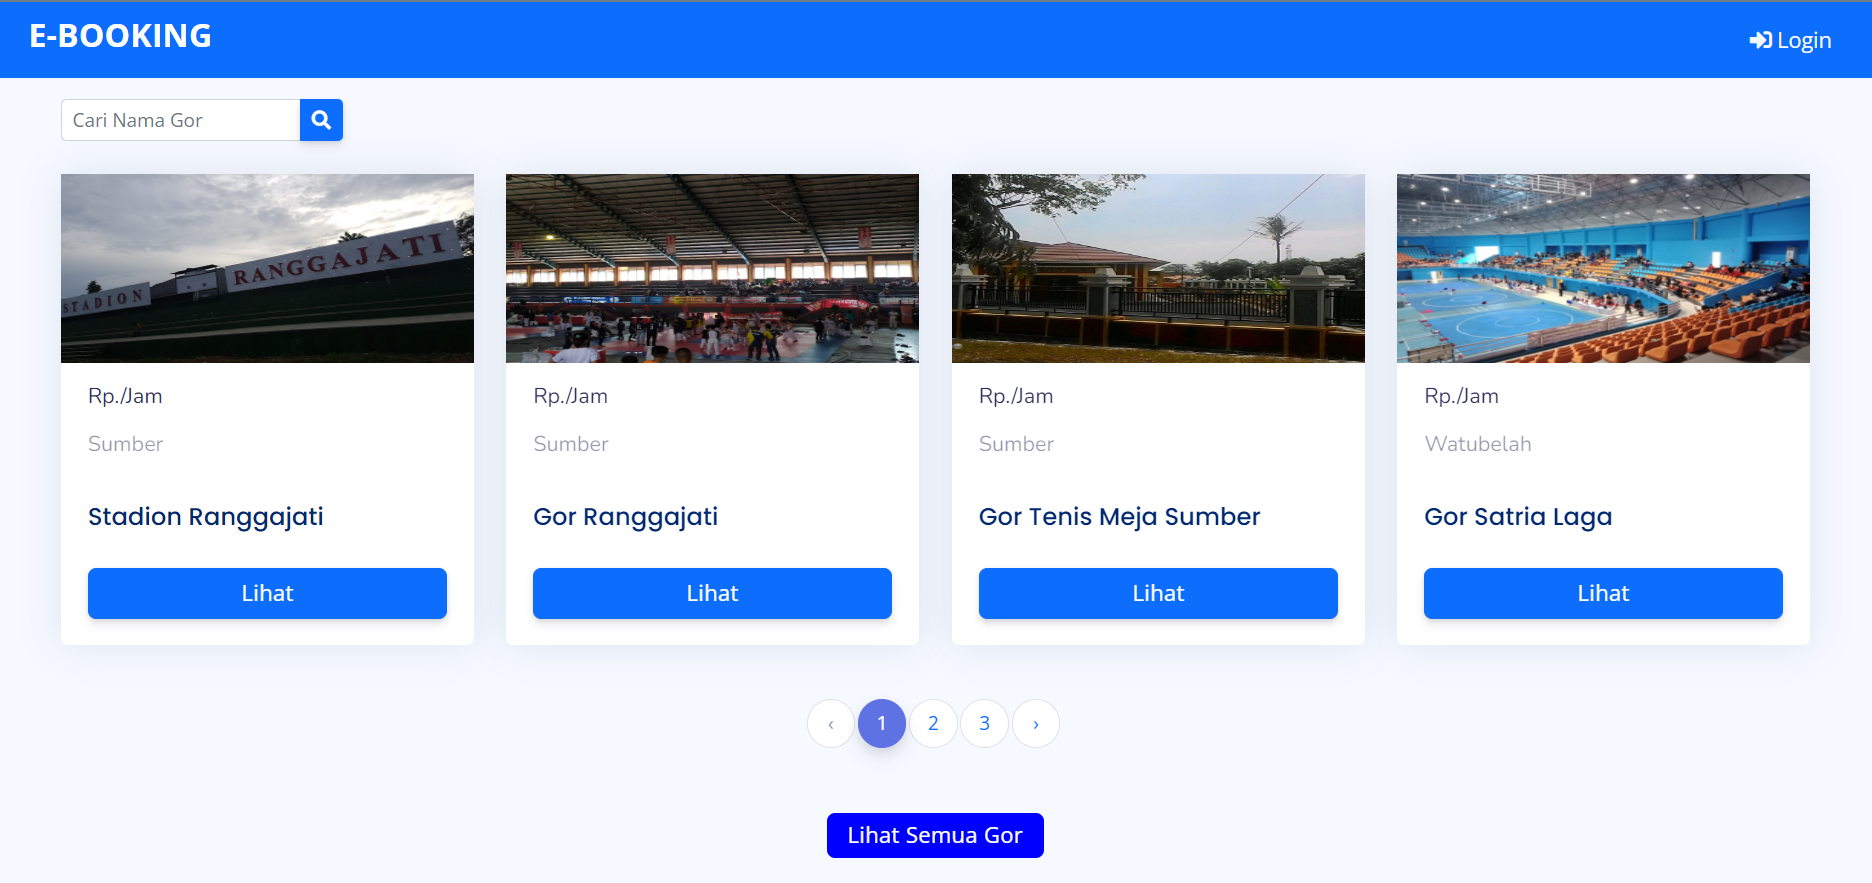 E-BOOKING
Login
Cari Nama Gor
STADION
RANGGAJATI
Rp./Jam
Sumber
Stadion Ranggajati
Lihat
Rp./Jam
Sumber
Gor Ranggajati
Lihat
Rp./Jam
Sumber
Gor Tenis Meja Sumber
Lihat
Rp./Jam
Watubelah
Gor Satria Laga
Lihat
‹ 1 2 3 ›
Lihat Semua Gor